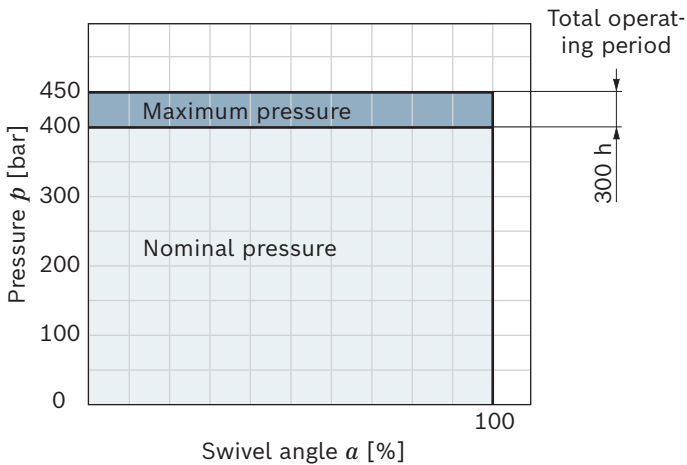 Total operat-
ing period
450
Maximum pressure
400
300 h
300
Nominal pressure
200
100
0
100
Pressure p [bar]
Swivel angle a [%]